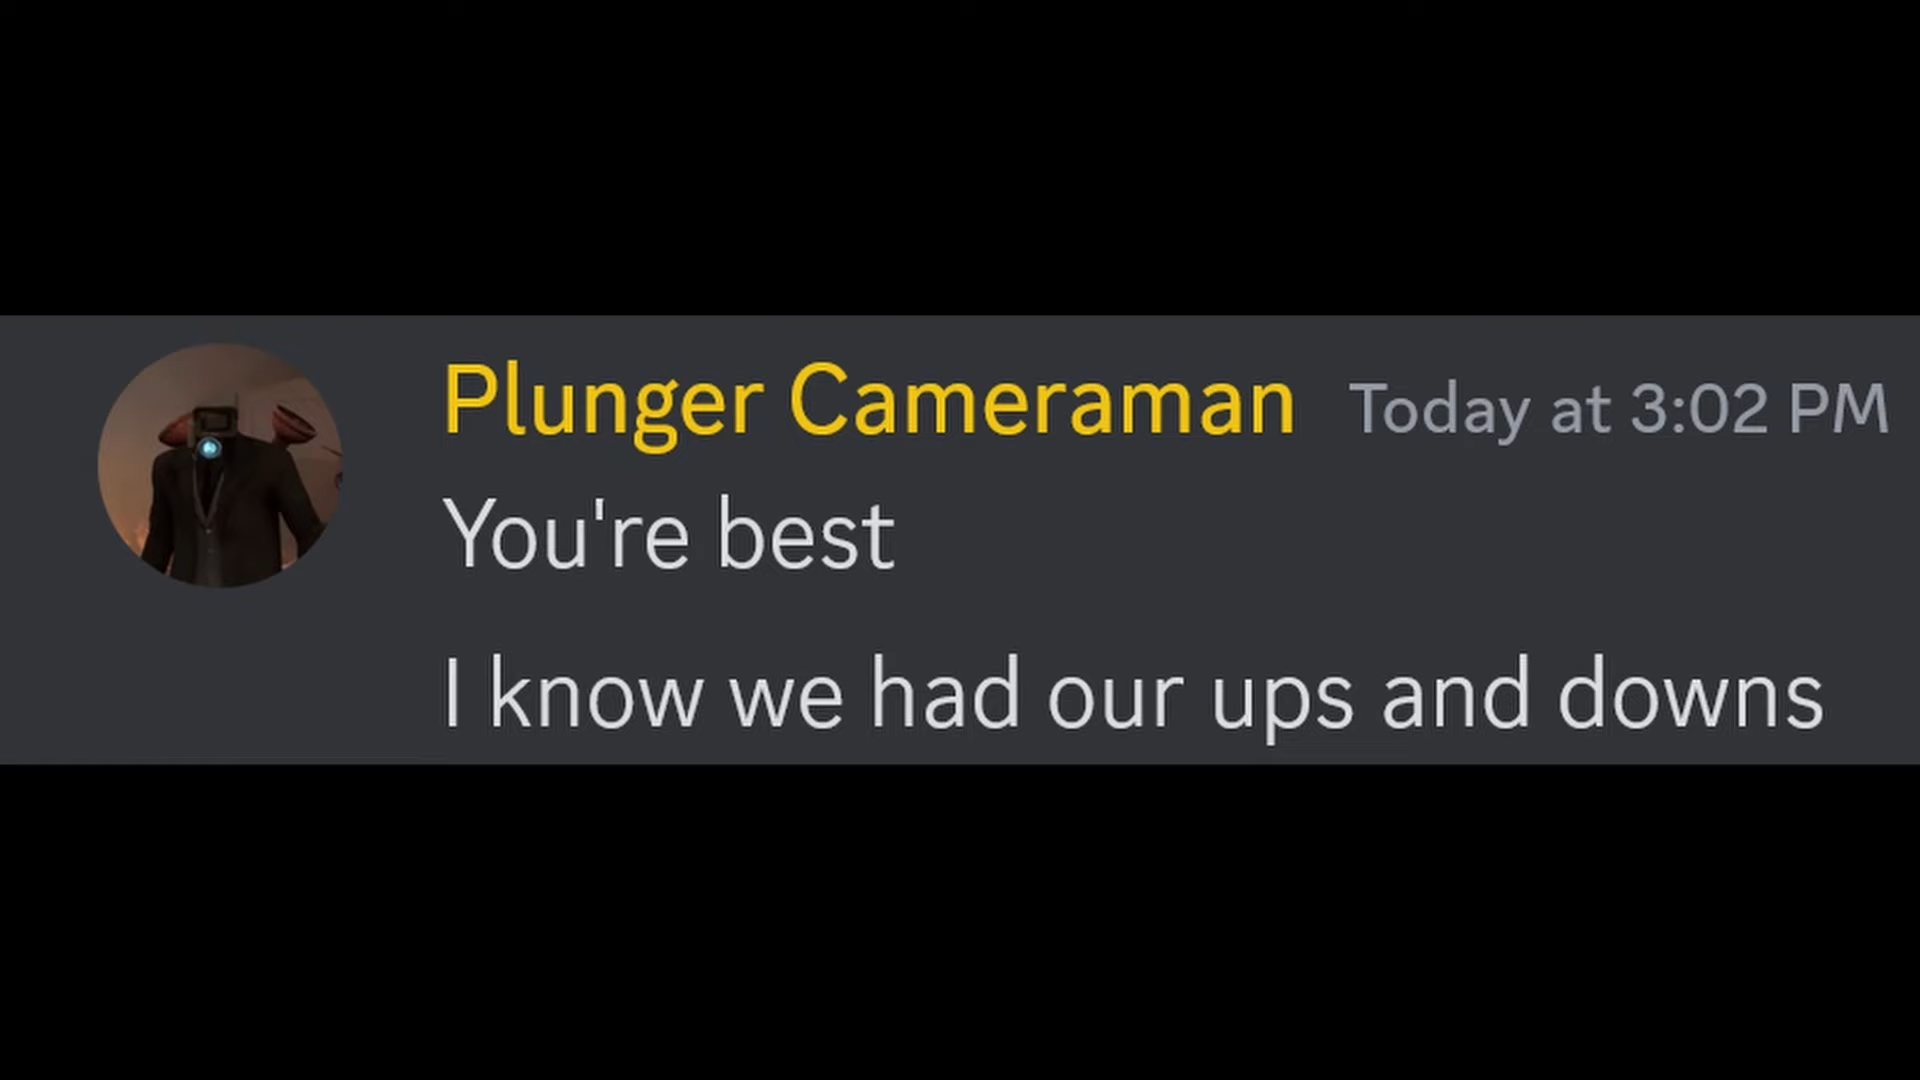 Plunger Cameraman Today at 3:02 PM
You're best
I know we had our ups and downs